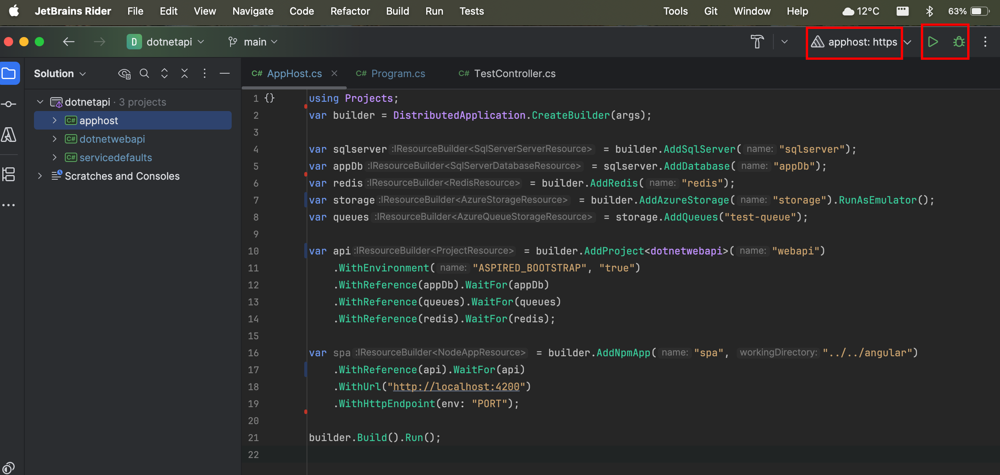 JetBrains Rider File Edit View Navigate Code Refactor Build Run Tests Tools Git Window Help 12°C 63%
D dotnetapi main apphost: https
Solution
C# AppHost.cs C# Program.cs C# TestController.cs
dotnetapi · 3 projects
C# apphost
C# dotnetwebapi
C# servicedefaults
Scratches and Consoles
1 {} using Projects;
2 var builder = DistributedApplication.CreateBuilder(args);
3
4 var sqlserver :IResourceBuilder<SqlServerServerResource> = builder.AddSqlServer( name: "sqlserver");
5 var appDb :IResourceBuilder<SqlServerDatabaseResource> = sqlserver.AddDatabase( name: "appDb");
6 var redis :IResourceBuilder<RedisResource> = builder.AddRedis( name: "redis");
7 var storage :IResourceBuilder<AzureStorageResource> = builder.AddAzureStorage( name: "storage").RunAsEmulator();
8 var queues :IResourceBuilder<AzureQueueStorageResource> = storage.AddQueues("test-queue");
9
10 var api :IResourceBuilder<ProjectResource> = builder.AddProject<dotnetwebapi>( name: "webapi")
11 .WithEnvironment( name: "ASPIRED_BOOTSTRAP", "true")
12 .WithReference(appDb).WaitFor(appDb)
13 .WithReference(queues).WaitFor(queues)
14 .WithReference(redis).WaitFor(redis);
15
16 var spa :IResourceBuilder<NodeAppResource> = builder.AddNpmApp( name: "spa", workingDirectory: "../../angular")
17 .WithReference(api).WaitFor(api)
18 .WithUrl("http://localhost:4200")
19 .WithHttpEndpoint(env: "PORT");
20
21 builder.Build().Run();
22